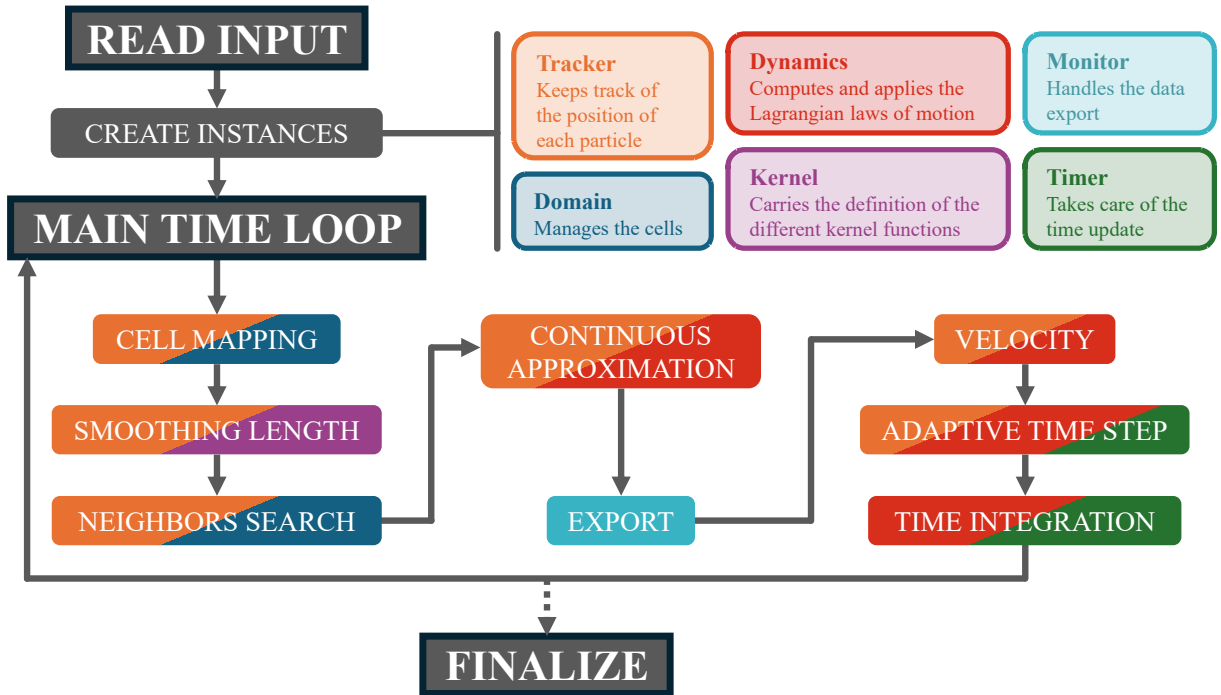 READ INPUT
CREATE INSTANCES
Tracker
Keeps track of
the position of
each particle
Dynamics
Computes and applies the
Lagrangian laws of motion
Monitor
Handles the data
export
Domain
Manages the cells
Kernel
Carries the definition of the
different kernel functions
Timer
Takes care of the
time update
MAIN TIME LOOP
CELL MAPPING
SMOOTHING LENGTH
NEIGHBORS SEARCH
CONTINUOUS
APPROXIMATION
EXPORT
VELOCITY
ADAPTIVE TIME STEP
TIME INTEGRATION
FINALIZE